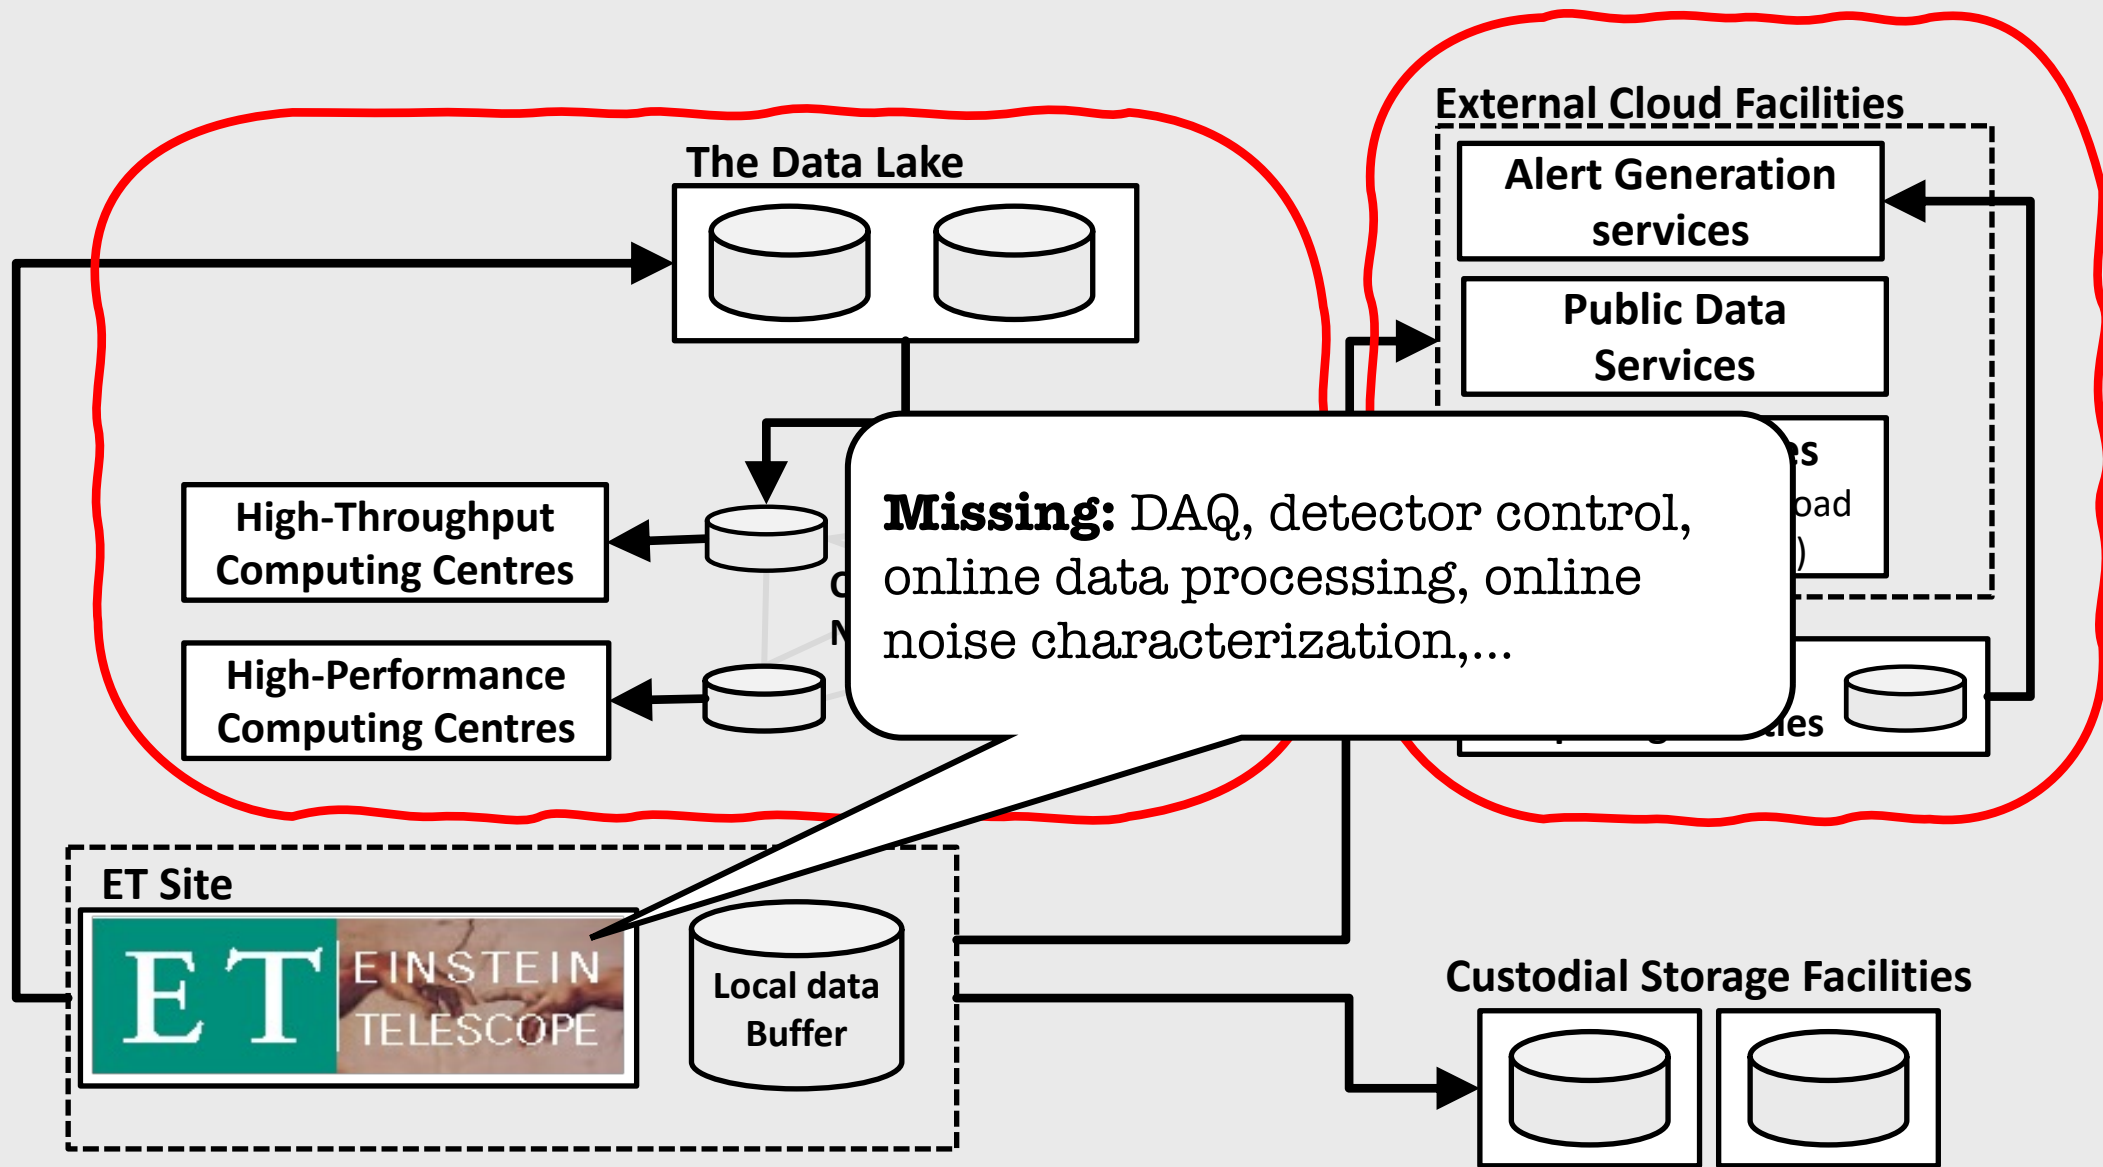 External Cloud Facilities
The Data Lake
Alert Generation
services
Public Data
Services
High-Throughput
Computing Centres
High-Performance
Computing Centres
Missing: DAQ, detector control,
online data processing, online
noise characterization,...
ET Site
ET EINSTEIN
TELESCOPE
Local data
Buffer
Custodial Storage Facilities